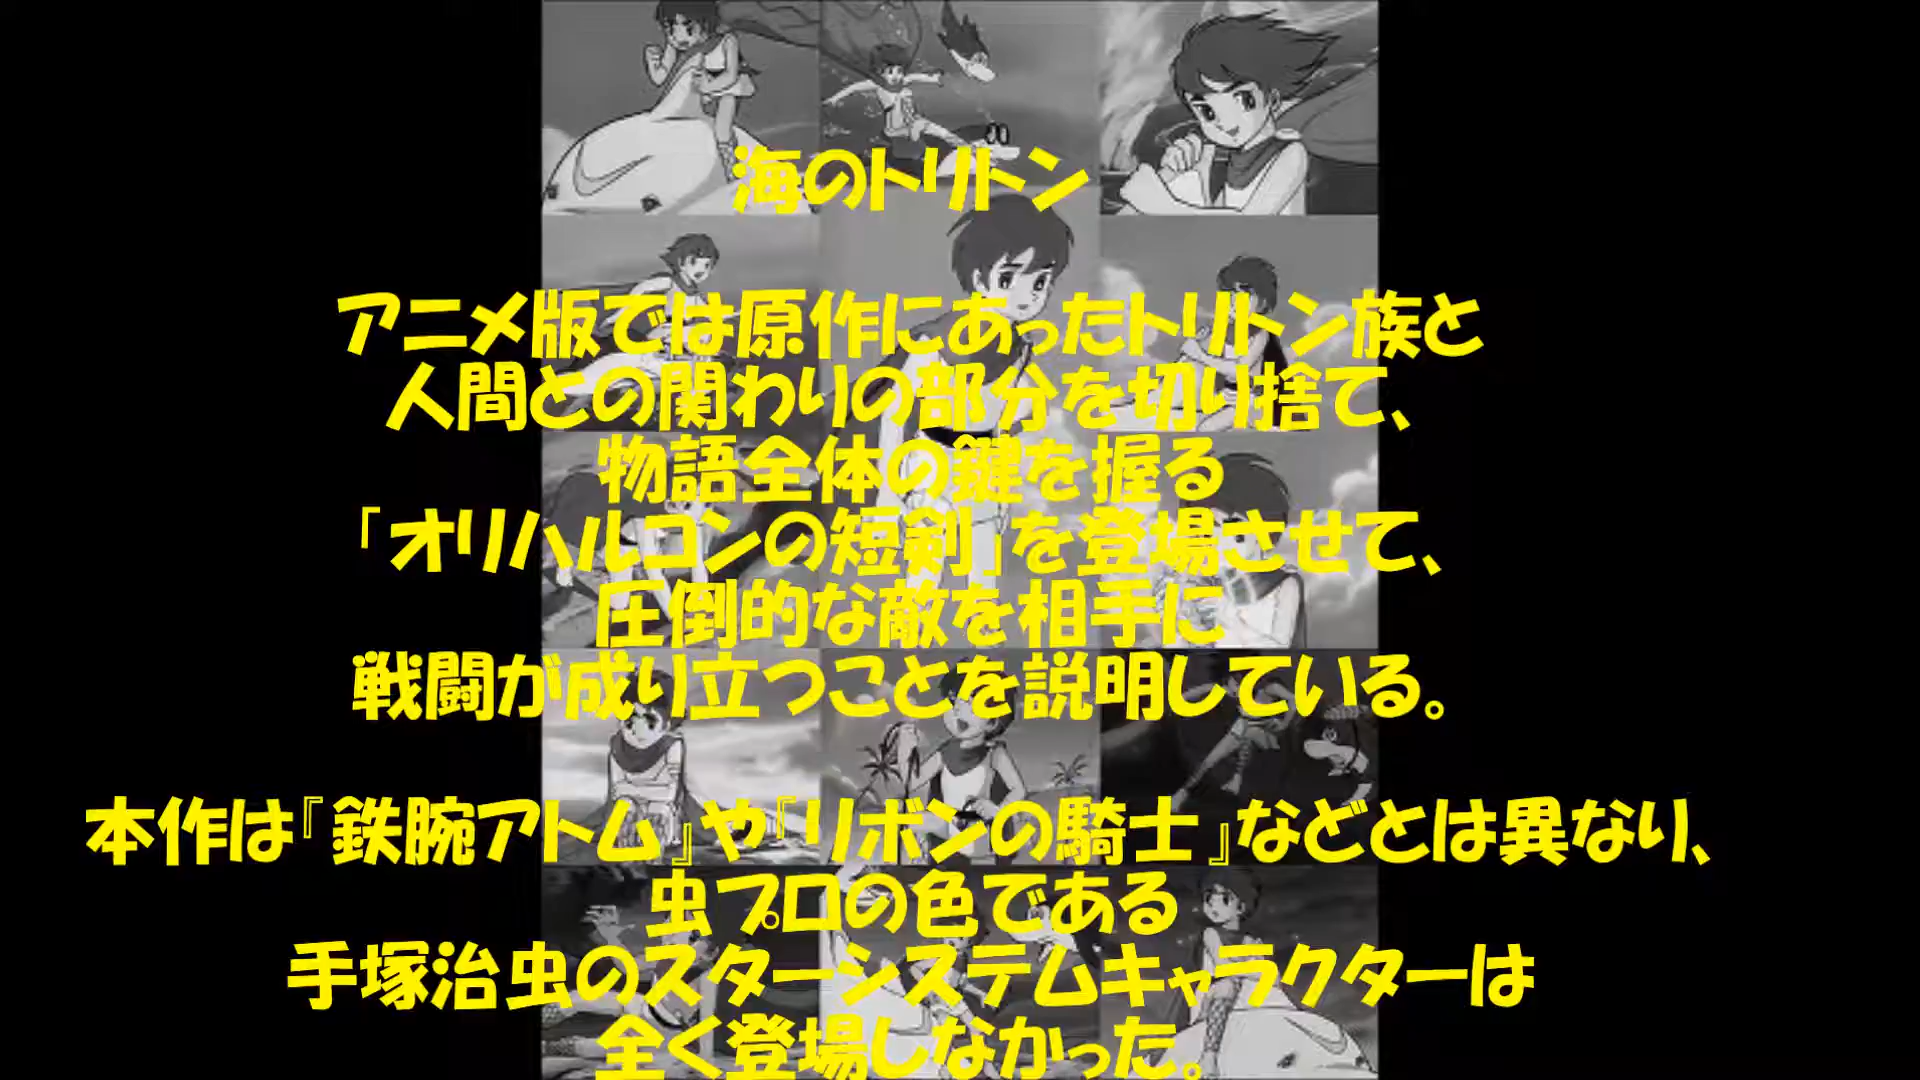 海のトリトン
アニメ版では原作にあったトリトン族と
人間との関わりの部分を切り捨て、
物語全体の鍵を握る
「オリハルコンの短剣」を登場させて、
圧倒的な敵を相手に
戦闘が成り立つことを説明している。
本作は『鉄腕アトム』や『リボンの騎士』などとは異なり、
虫プロの色である
手塚治虫のスターシステムキャラクターは
全く登場しなかった。